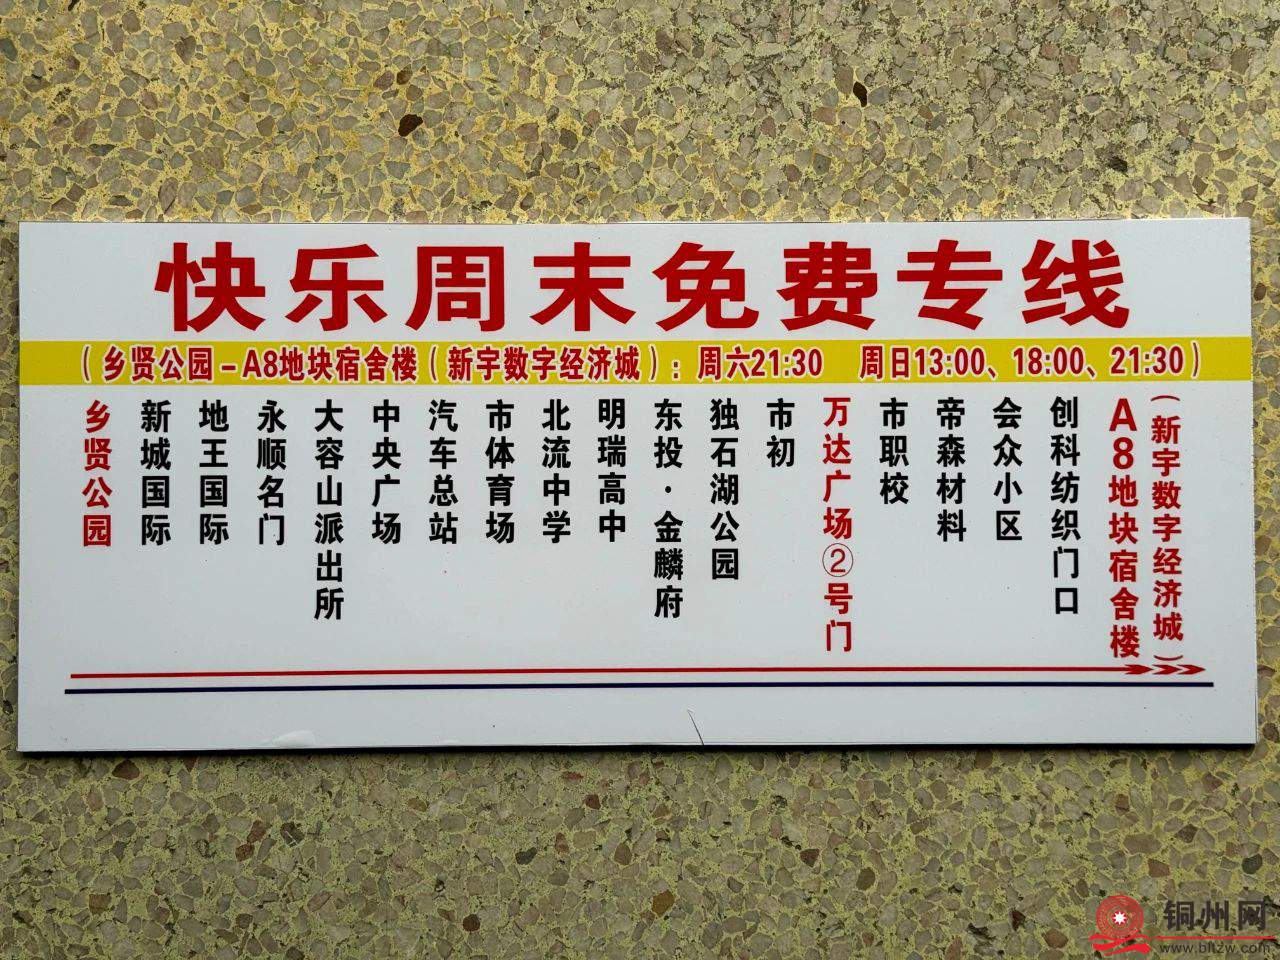 快乐周末免费专线
(乡贤公园-A8地块宿舍楼(新宇数字经济城):周六21:30 周日13:00、18:00、21:30)
乡贤公园
新城国际
地王国际
永顺名门
大容山派出所
中央广场
汽车总站
市体育场
北流中学
明瑞高中
东投·金麟府
独石湖公园
市初
万达广场②号门
市职校
帝森材料
会众小区
创科纺织门口
A8地块宿舍楼
(新宇数字经济城)
铜州网
www.bltzw.com